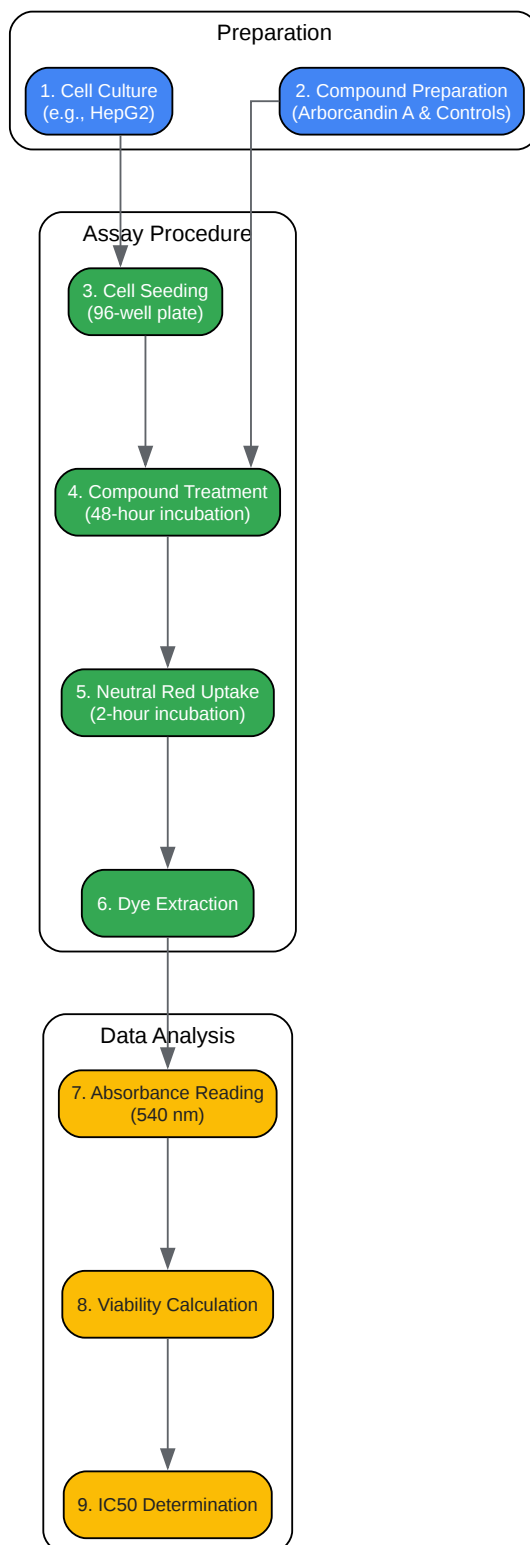 Preparation
1. Cell Culture
(e.g., HepG2)
2. Compound Preparation
(Arborcandin A & Controls)
Assay Procedure
3. Cell Seeding
(96-well plate)
4. Compound Treatment
(48-hour incubation)
5. Neutral Red Uptake
(2-hour incubation)
6. Dye Extraction
Data Analysis
7. Absorbance Reading
(540 nm)
8. Viability Calculation
9. IC50 Determination